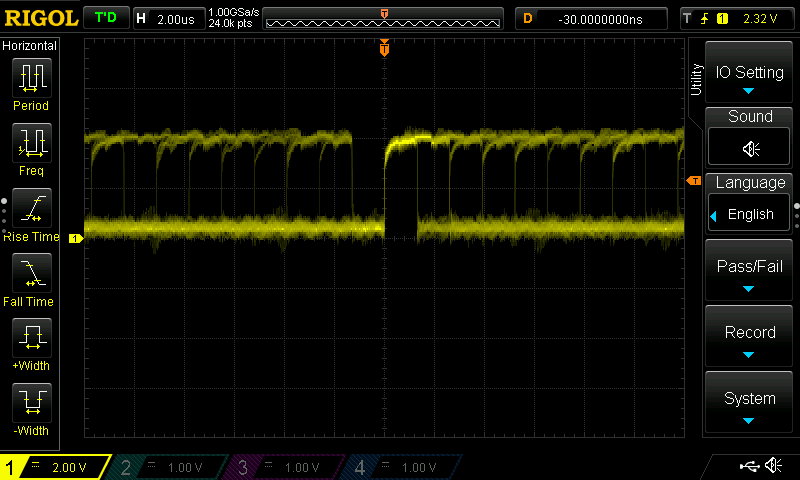 RIGOL T'D H 2.00us 1.00GSa/s 24.0k pts T D -30.0000000ns T 1 2.32 V
Horizontal
Period
Freq
Rise Time
Fall Time
+Width
-Width
T
T
1
Utility
IO Setting
Sound
Language
English
Pass/Fail
Record
System
1 2.00 V 2 1.00 V 3 1.00 V 4 1.00 V